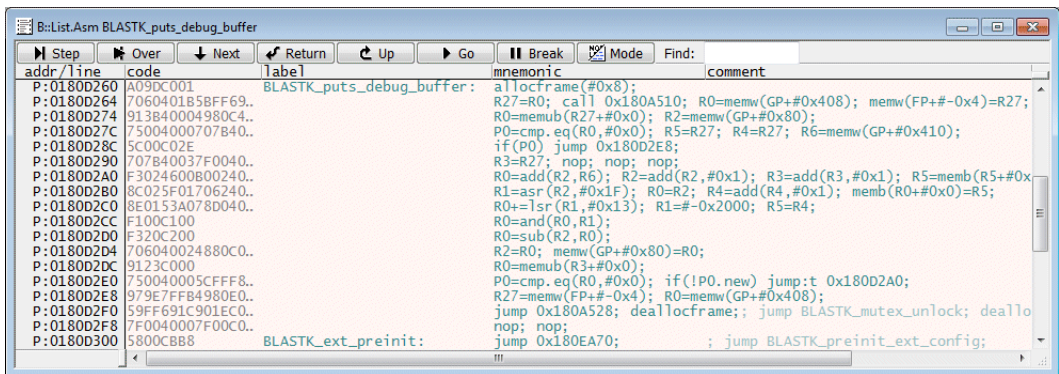 B::List.Asm BLASTK_puts_debug_buffer
Step Over Next Return Up Go Break Mode Find:
addr/line code label mnemonic comment
P:0180D260 A09DC001 BLASTK_puts_debug_buffer: allocframe(#0x8);
P:0180D264 7060401B5BFF69.. R27=R0; call 0x180A510; R0=memw(GP+#0x408); memw(FP+#-0x4)=R27;
P:0180D274 913B40004980C4.. R0=memub(R27+#0x0); R2=memw(GP+#0x80);
P:0180D27C 75004000707B40.. P0=cmp.eq(R0,#0x0); R5=R27; R4=R27; R6=memw(GP+#0x410);
P:0180D28C 5C00C02E if(P0) jump 0x180D2E8;
P:0180D290 707B40037F0040.. R3=R27; nop; nop; nop;
P:0180D2A0 F3024600B00240.. R0=add(R2,R6); R2=add(R2,#0x1); R3=add(R3,#0x1); R5=memb(R5+#0x
P:0180D2B0 8C025F01706240.. R1=asr(R2,#0x1F); R0=R2; R4=add(R4,#0x1); memb(R0+#0x0)=R5;
P:0180D2C0 8E0153A078D040.. R0+=lsr(R1,#0x13); R1=#-0x2000; R5=R4;
P:0180D2CC F100C100 R0=and(R0,R1);
P:0180D2D0 F320C200 R0=sub(R2,R0);
P:0180D2D4 706040024880C0.. R2=R0; memw(GP+#0x80)=R0;
P:0180D2DC 9123C000 R0=memub(R3+#0x0);
P:0180D2E0 750040005CFFF8.. P0=cmp.eq(R0,#0x0); if(!P0.new) jump:t 0x180D2A0;
P:0180D2E8 979E7FFB4980E0.. R27=memw(FP+#-0x4); R0=memw(GP+#0x408);
P:0180D2F0 59FF691C901EC0.. jump 0x180A528; deallocframe;; jump BLASTK_mutex_unlock; deallo
P:0180D2F8 7F0040007F00C0.. nop; nop;
P:0180D300 5800CBB8 BLASTK_ext_preinit: jump 0x180EA70; ; jump BLASTK_preinit_ext_config;